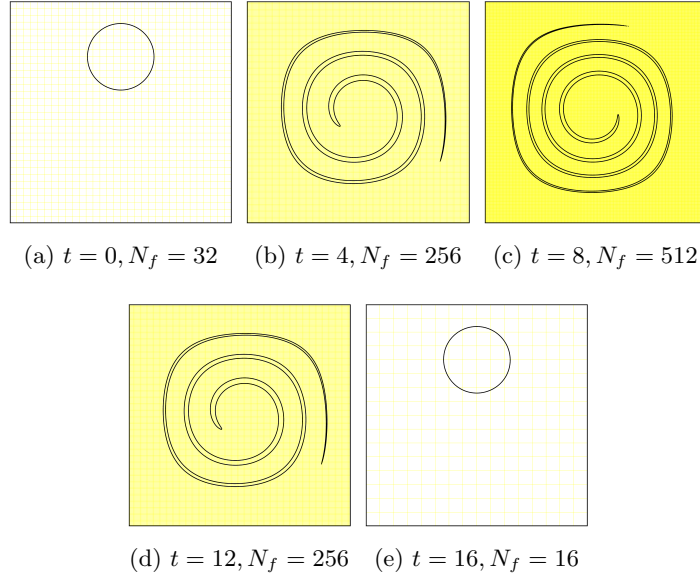 (a) t = 0, N_f = 32 (b) t = 4, N_f = 256 (c) t = 8, N_f = 512
(d) t = 12, N_f = 256 (e) t = 16, N_f = 16